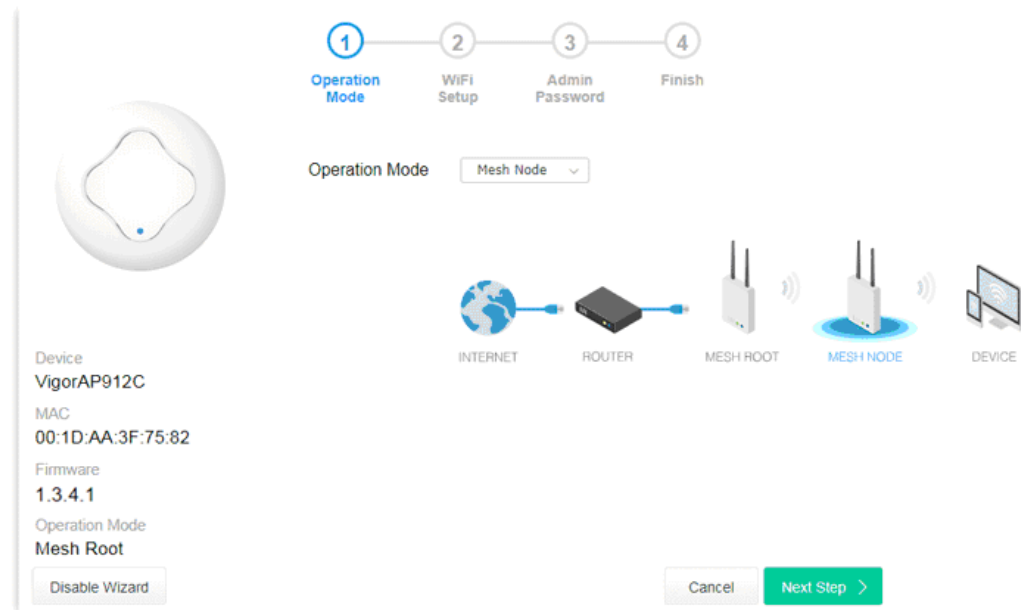 1
2
3
4
Operation
Mode
WiFi
Setup
Admin
Password
Finish
Operation Mode
Mesh Node
INTERNET
ROUTER
MESH ROOT
MESH NODE
DEVICE
Device
VigorAP912C
MAC
00:1D:AA:3F:75:82
Firmware
1.3.4.1
Operation Mode
Mesh Root
Disable Wizard
Cancel
Next Step